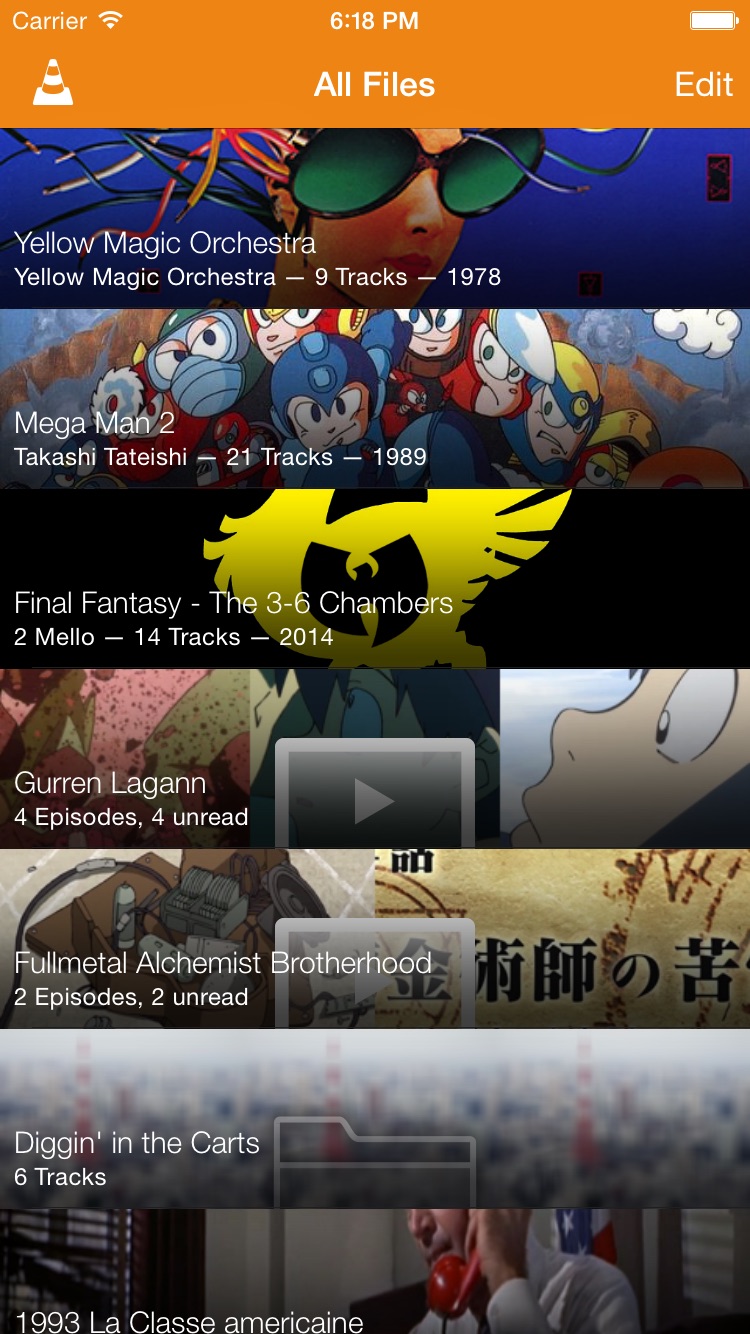 Carrier 6:18 PM
All Files Edit
Yellow Magic Orchestra
Yellow Magic Orchestra — 9 Tracks — 1978
Mega Man 2
Takashi Tateishi — 21 Tracks — 1989
Final Fantasy - The 3-6 Chambers
2 Mello — 14 Tracks — 2014
Gurren Lagann
4 Episodes, 4 unread
話
金術師の苦
Fullmetal Alchemist Brotherhood
2 Episodes, 2 unread
Diggin' in the Carts
6 Tracks
1993 La Classe americaine